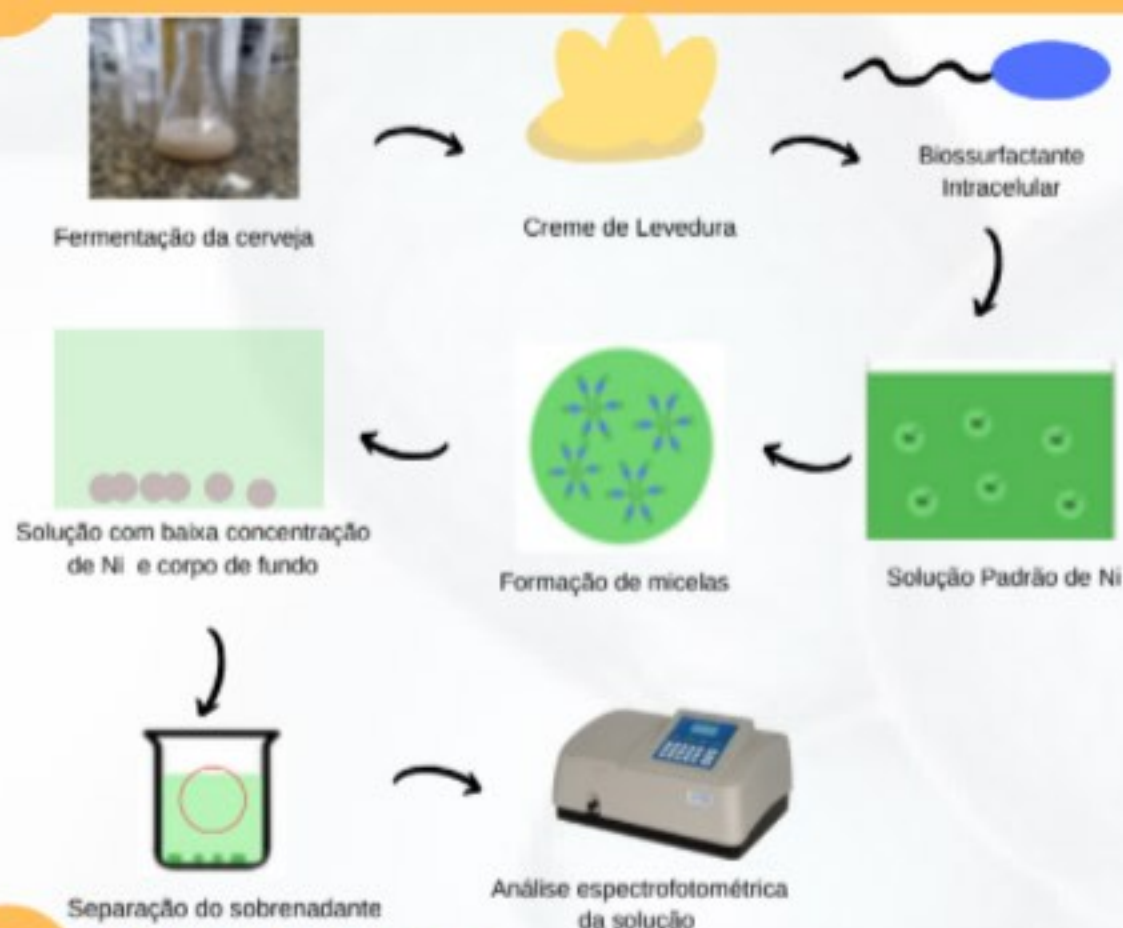 Fermentação da cerveja
Creme de Levedura
Biossurfactante
Intracelular
Solução Padrão de Ni
Formação de micelas
Solução com baixa concentração
de Ni e corpo de fundo
Separação do sobrenadante
Análise espectrofotométrica
da solução